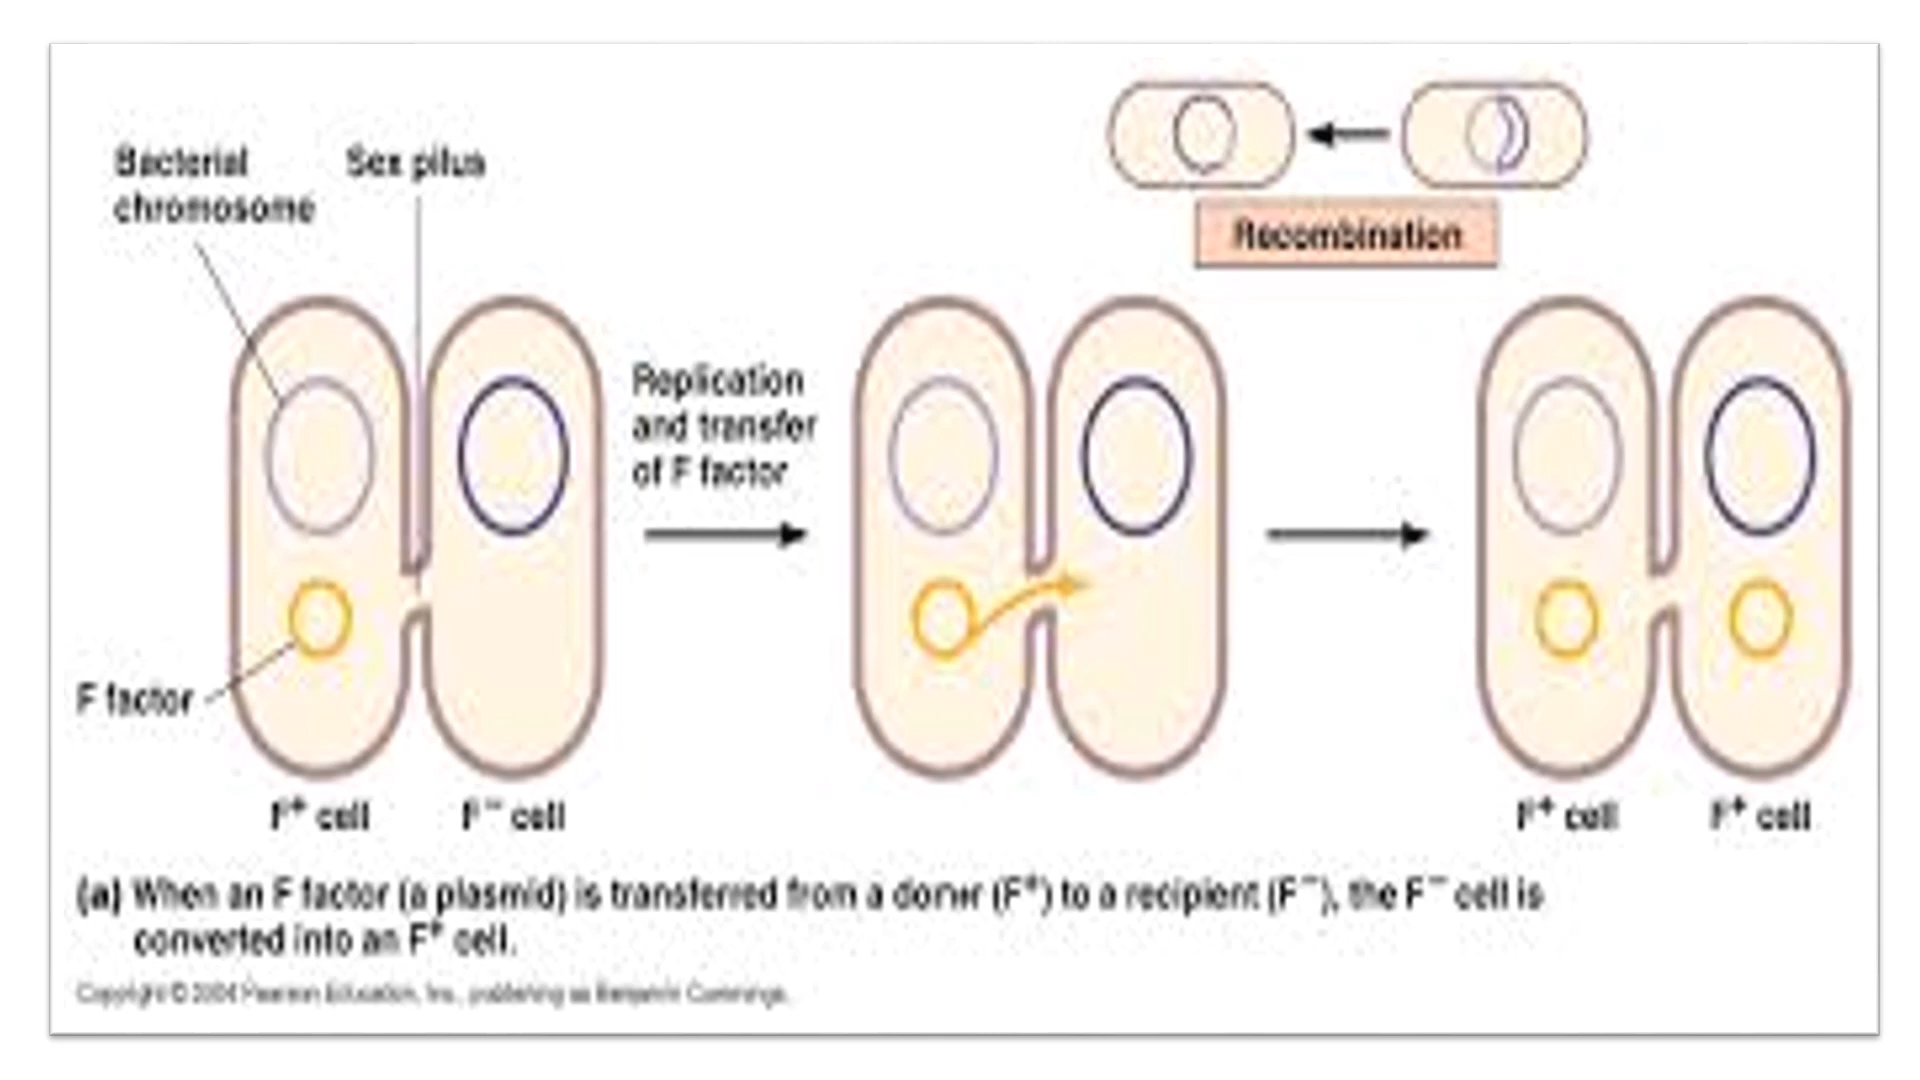 Bacterial
chromosome
Sex pilus
Recombination
Replication
and transfer
of F factor
F factor
F⁺ cell
F⁻ cell
F⁺ cell
F⁺ cell
(a) When an F factor (a plasmid) is transferred from a donor (F⁺) to a recipient (F⁻), the F⁻ cell is
converted into an F⁺ cell.
Copyright © 2004 Pearson Education, Inc., publishing as Benjamin Cummings.